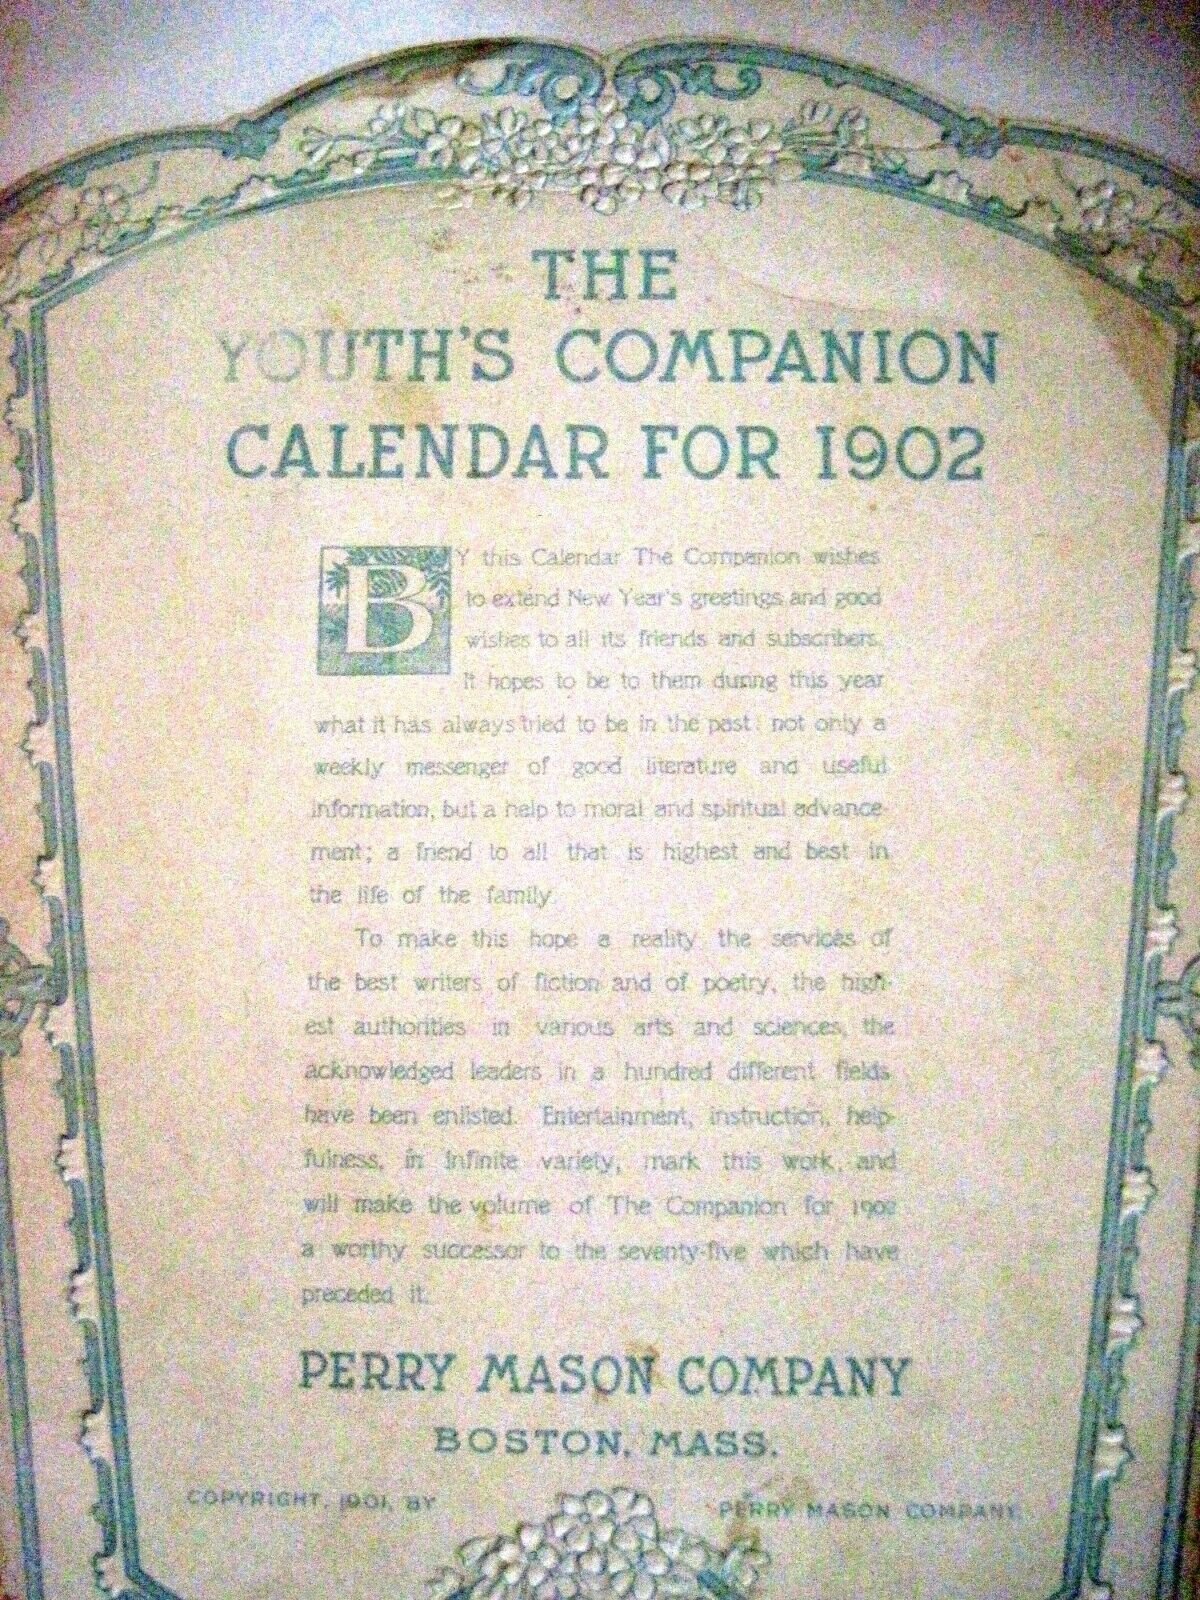 THE
YOUTH'S COMPANION
CALENDAR FOR 1902
BY this Calendar The Companion wishes
to extend New Year's greetings and good
wishes to all its friends and subscribers.
It hopes to be to them during this year
what it has always tried to be in the past: not only a
weekly messenger of good literature and useful
information, but a help to moral and spiritual advance-
ment; a friend to all that is highest and best in
the life of the family.
To make this hope a reality, the services of
the best writers of fiction and of poetry, the high-
est authorities in various arts and sciences, the
acknowledged leaders in a hundred different fields
have been enlisted. Entertainment, instruction, help-
fulness, in infinite variety, mark this work, and
will make the volume of The Companion for 1902
a worthy successor to the seventy-five which have
preceded it.
PERRY MASON COMPANY
BOSTON, MASS.
COPYRIGHT, 1901, BY PERRY MASON COMPANY